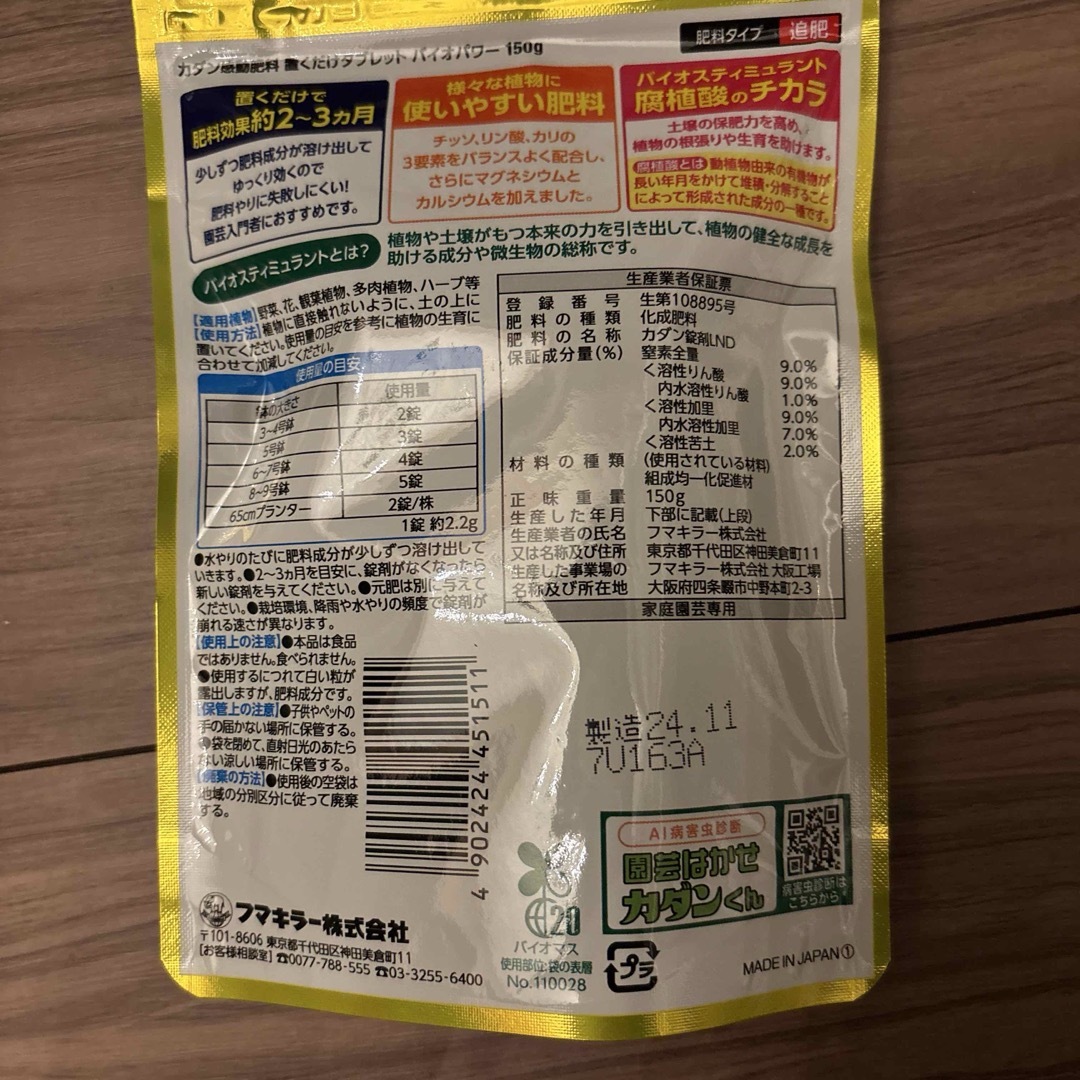 カダン感動肥料 置くだけタブレット バイオパワー 150g
肥料タイプ 追肥
置くだけで
肥料効果約2〜3ヵ月
少しずつ肥料成分が溶け出して
ゆっくり効くので
肥料やりに失敗しにくい!
園芸入門者におすすめです。
様々な植物に
使いやすい肥料
チッソ、リン酸、カリの
3要素をバランスよく配合し、
さらにマグネシウムと
カルシウムを加えました。
バイオスティミュラント
腐植酸のチカラ
土壌の保肥力を高め、
植物の根張りや生育を助けます。
腐植酸とは 動植物由来の有機物が
長い年月をかけて堆積・分解すること
によって形成された成分の一種です。
バイオスティミュラントとは?
植物や土壌がもつ本来の力を引き出して、植物の健全な成長を
助ける成分や微生物の総称です。
【適用植物】野菜、花、観葉植物、多肉植物、ハーブ等
【使用方法】植物に直接触れないように、土の上に
置いてください。使用量の目安を参考に植物の生育に
合わせて加減してください。
使用量の目安
鉢の大きさ 使用量
3〜4号鉢 2錠
5号鉢 3錠
6〜7号鉢 4錠
8〜9号鉢 5錠
65cmプランター 2錠/株
1錠 約2.2g
●水やりのたびに肥料成分が少しずつ溶け出して
いきます。●2〜3ヵ月を目安に、錠剤がなくなったら
新しい錠剤を与えてください。●元肥は別に与えて
ください。●栽培環境、降雨や水やりの頻度で錠剤が
崩れる速さが異なります。
【使用上の注意】●本品は食品
ではありません。食べられません。
●使用するにつれて白い粒が
露出しますが、肥料成分です。
【保管上の注意】●子供やペットの
手の届かない場所に保管する。
●袋を閉めて、直射日光のあたら
ない涼しい場所に保管する。
【廃棄の方法】●使用後の空袋は
地域の分別区分に従って廃棄
する。
生産業者保証票
登録番号 生第108895号
肥料の種類 化成肥料
肥料の名称 カダン錠剤LND
保証成分量(%) 窒素全量 9.0%
く溶性りん酸 9.0%
内水溶性りん酸 1.0%
く溶性加里 9.0%
内水溶性加里 7.0%
く溶性苦土 2.0%
材料の種類 (使用されている材料)
組成均一化促進材
正味重量 150g
生産した年月 下部に記載(上段)
生産業者の氏名 フマキラー株式会社
又は名称及び住所 東京都千代田区神田美倉町11
生産した事業場の フマキラー株式会社 大阪工場
名称及び所在地 大阪府四条畷市中野本町2-3
家庭園芸専用
4 902424 451511
製造24.11
7U163A
AI病害虫診断
園芸はかせ
カダンくん
病害虫診断は
こちらから
フマキラー株式会社
〒101-8606 東京都千代田区神田美倉町11
[お客様相談室] ☎0077-788-555 ☎03-3255-6400
20
バイオマス
使用部位:袋の表層
No.110028
プラ
MADE IN JAPAN①